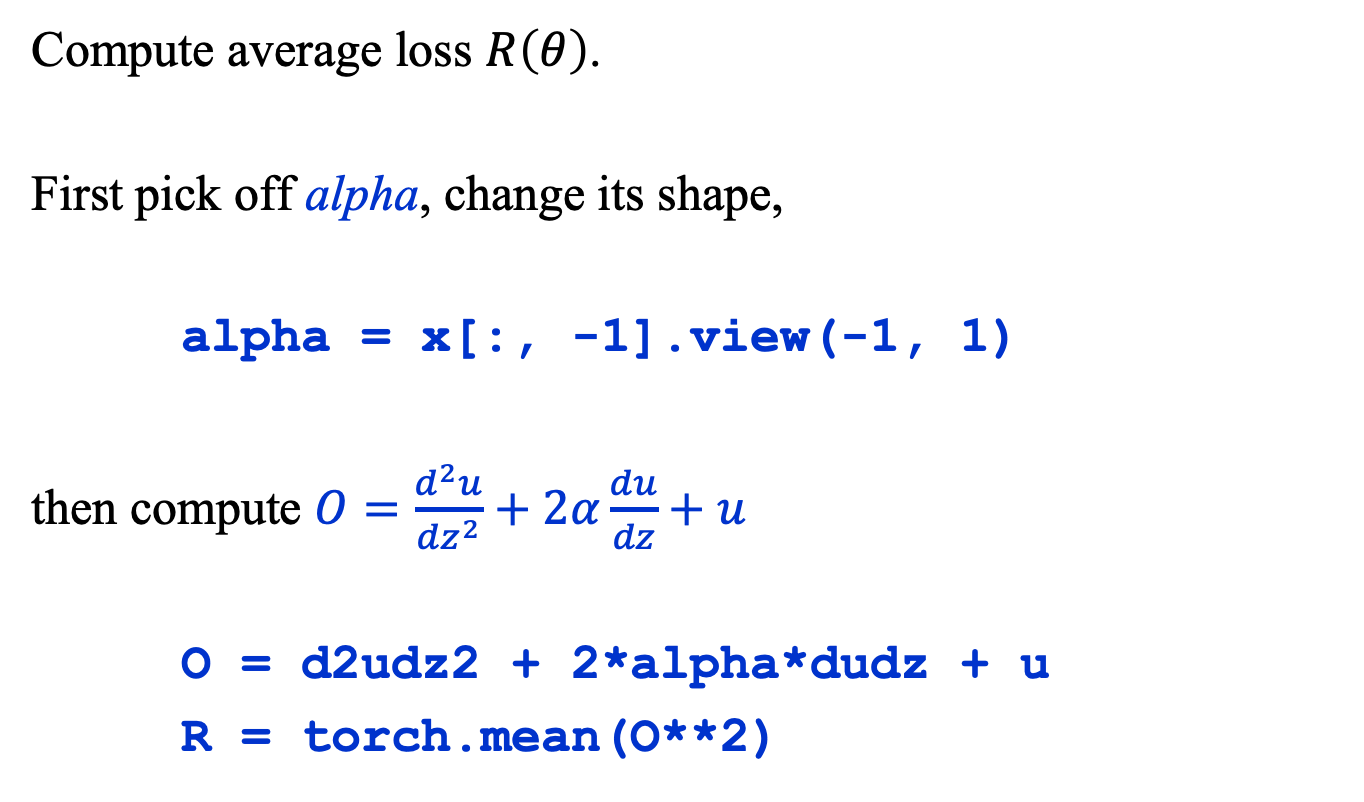 Compute average loss R(θ).
First pick off alpha, change its shape,
alpha = x[:, -1].view(-1, 1)
then compute O = d²u/dz² + 2α du/dz + u
O = d2udz2 + 2*alpha*dudz + u
R = torch.mean(O**2)